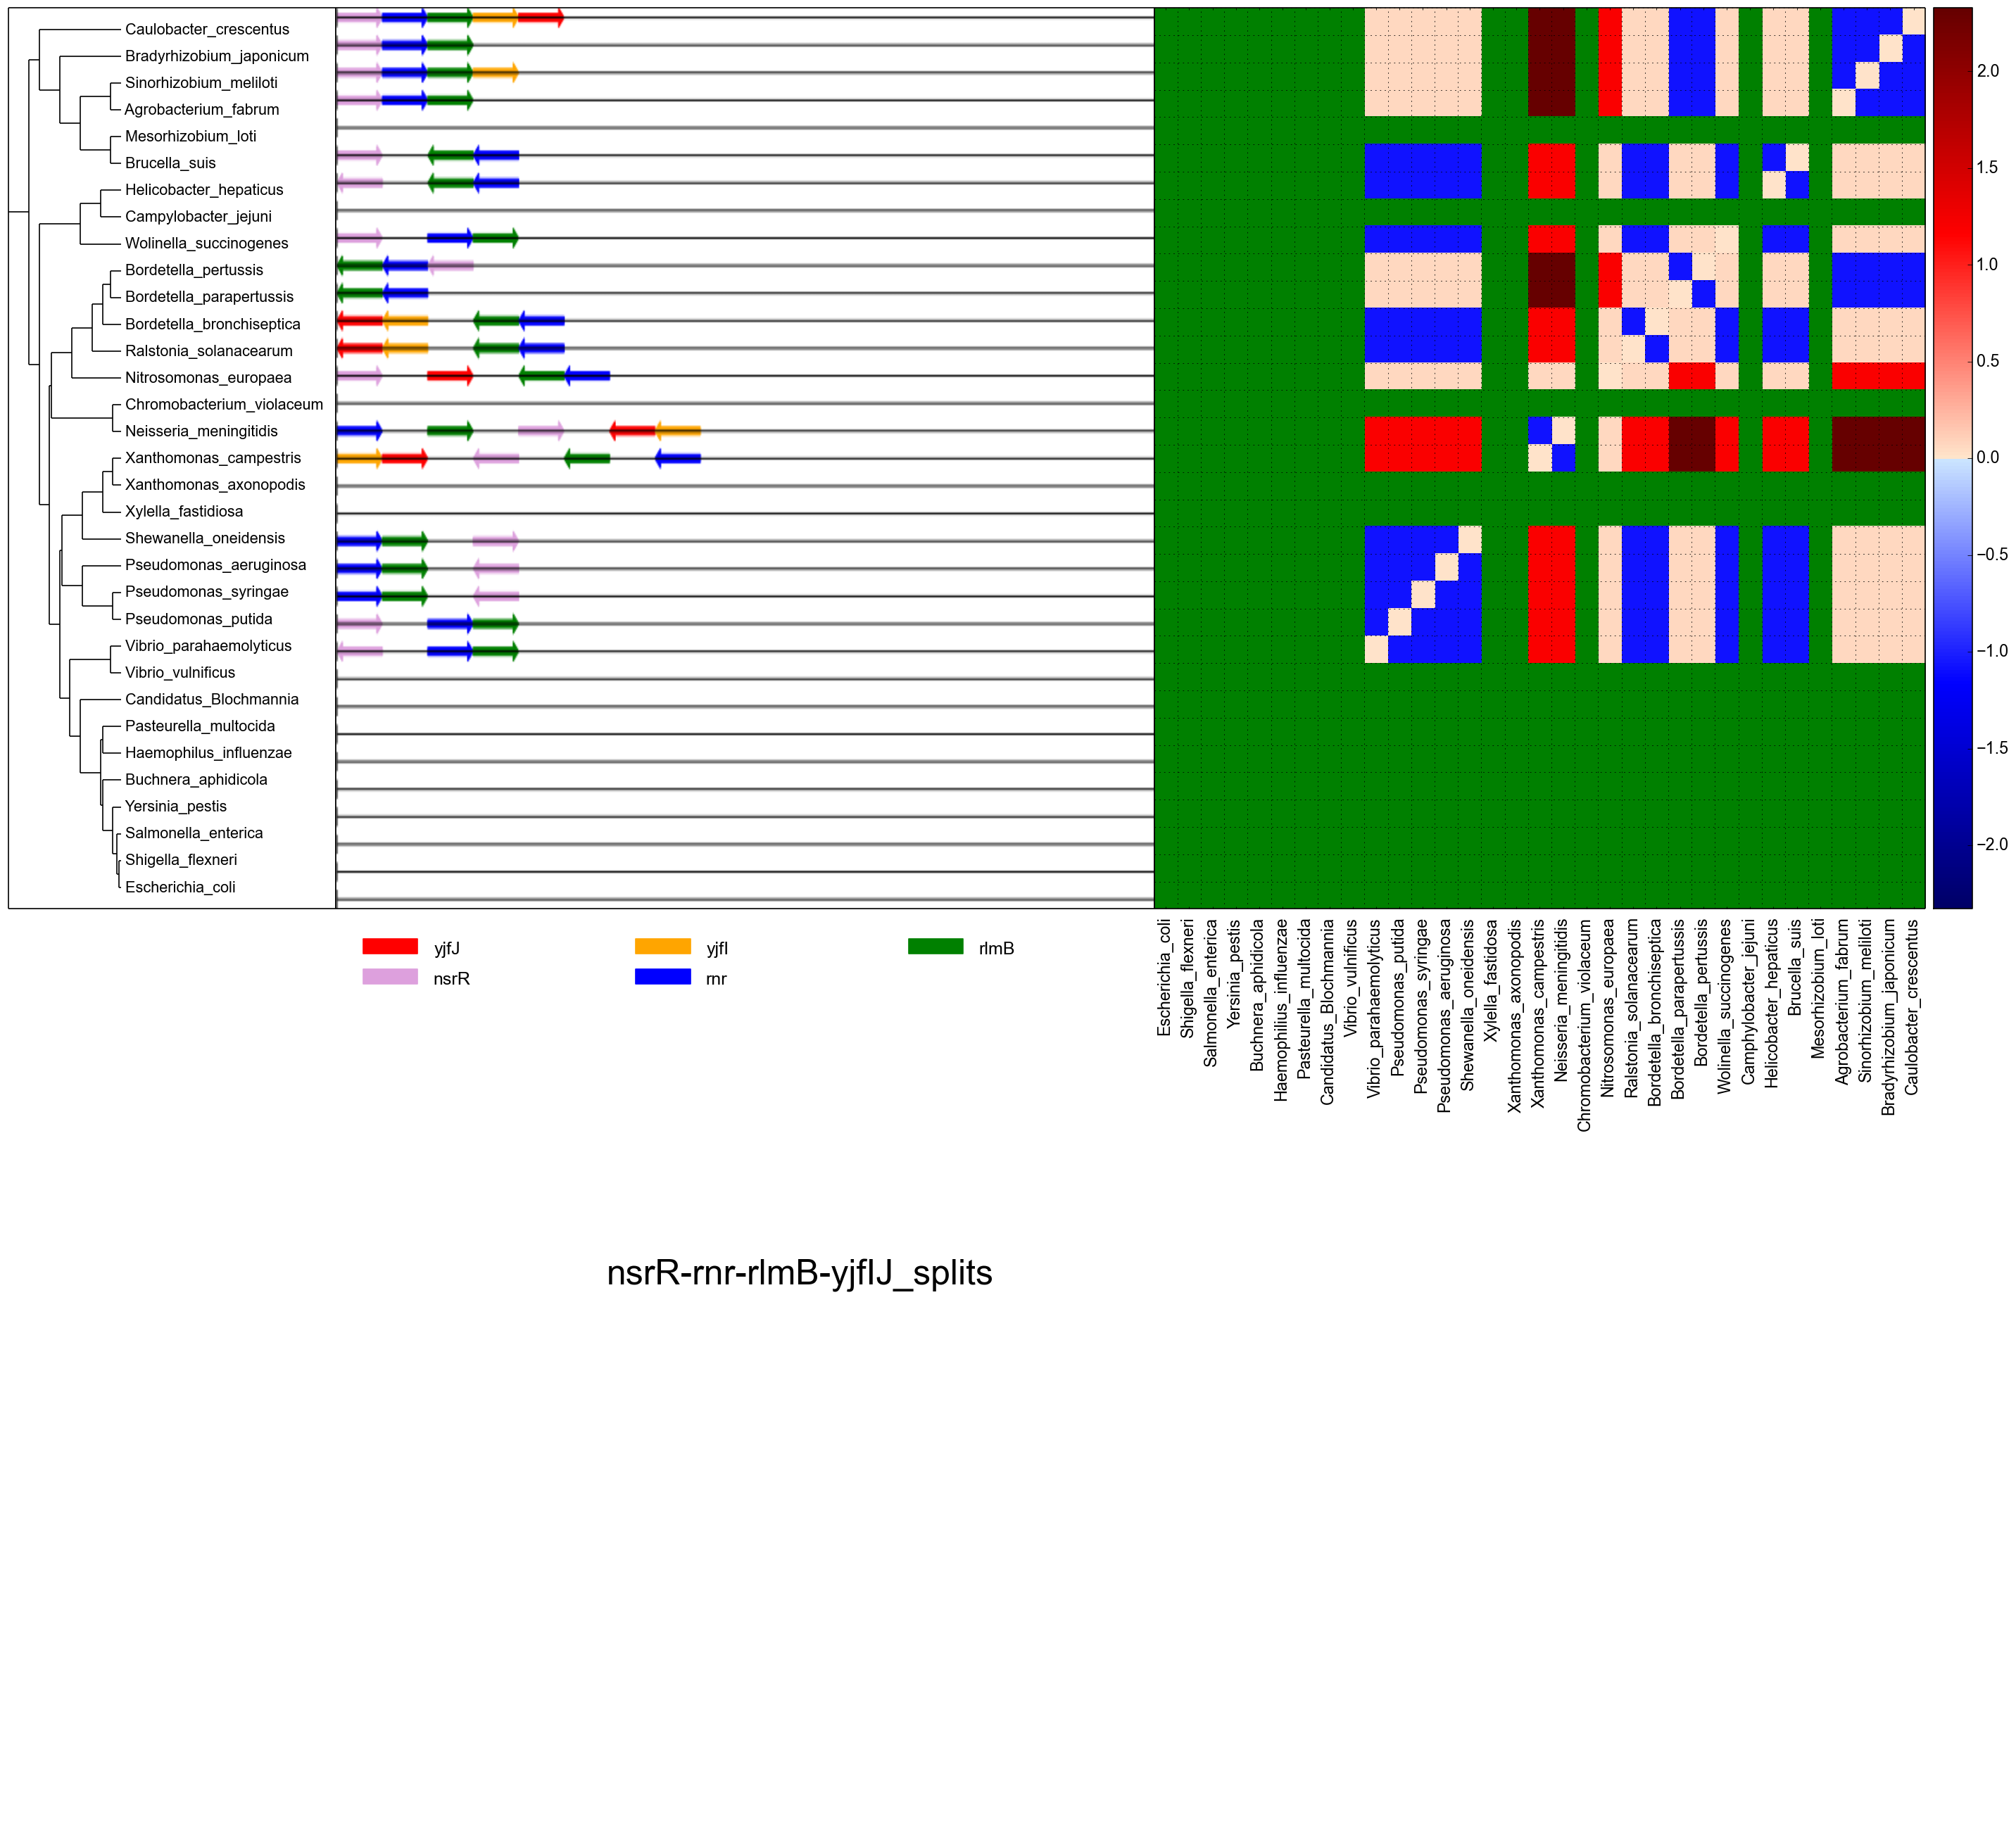 Caulobacter_crescentus
Bradyrhizobium_japonicum
Sinorhizobium_meliloti
Agrobacterium_fabrum
Mesorhizobium_loti
Brucella_suis
Helicobacter_hepaticus
Campylobacter_jejuni
Wolinella_succinogenes
Bordetella_pertussis
Bordetella_parapertussis
Bordetella_bronchiseptica
Ralstonia_solanacearum
Nitrosomonas_europaea
Chromobacterium_violaceum
Neisseria_meningitidis
Xanthomonas_campestris
Xanthomonas_axonopodis
Xylella_fastidiosa
Shewanella_oneidensis
Pseudomonas_aeruginosa
Pseudomonas_syringae
Pseudomonas_putida
Vibrio_parahaemolyticus
Vibrio_vulnificus
Candidatus_Blochmannia
Pasteurella_multocida
Haemophilus_influenzae
Buchnera_aphidicola
Yersinia_pestis
Salmonella_enterica
Shigella_flexneri
Escherichia_coli
2.0
1.5
1.0
0.5
0.0
−0.5
−1.0
−1.5
−2.0
Escherichia_coli
Shigella_flexneri
Salmonella_enterica
Yersinia_pestis
Buchnera_aphidicola
Haemophilius_influenzae
Pasteurella_multocida
Candidatus_Blochmannia
Vibrio_vulnificus
Vibrio_parahaemolyticus
Pseudomonas_putida
Pseudomonas_syringae
Pseudomonas_aeruginosa
Shewanella_oneidensis
Xylella_fastidosa
Xanthomonas_axonopodis
Xanthomonas_campestris
Neisseria_meningitidis
Chromobacterium_violaceum
Nitrosomonas_europaea
Ralstonia_solanacearum
Bordetella_bronchiseptica
Bordetella_parapertussis
Bordetella_pertussis
Wolinella_succinogenes
Camphylobacter_jejuni
Helicobacter_hepaticus
Brucella_suis
Mesorhizobium_loti
Agrobacterium_fabrum
Sinorhizobium_meliloti
Bradyrhizobium_japonicum
Caulobacter_crescentus
yjfJ yjfI rlmB
nsrR rnr
nsrR-rnr-rlmB-yjfIJ_splits